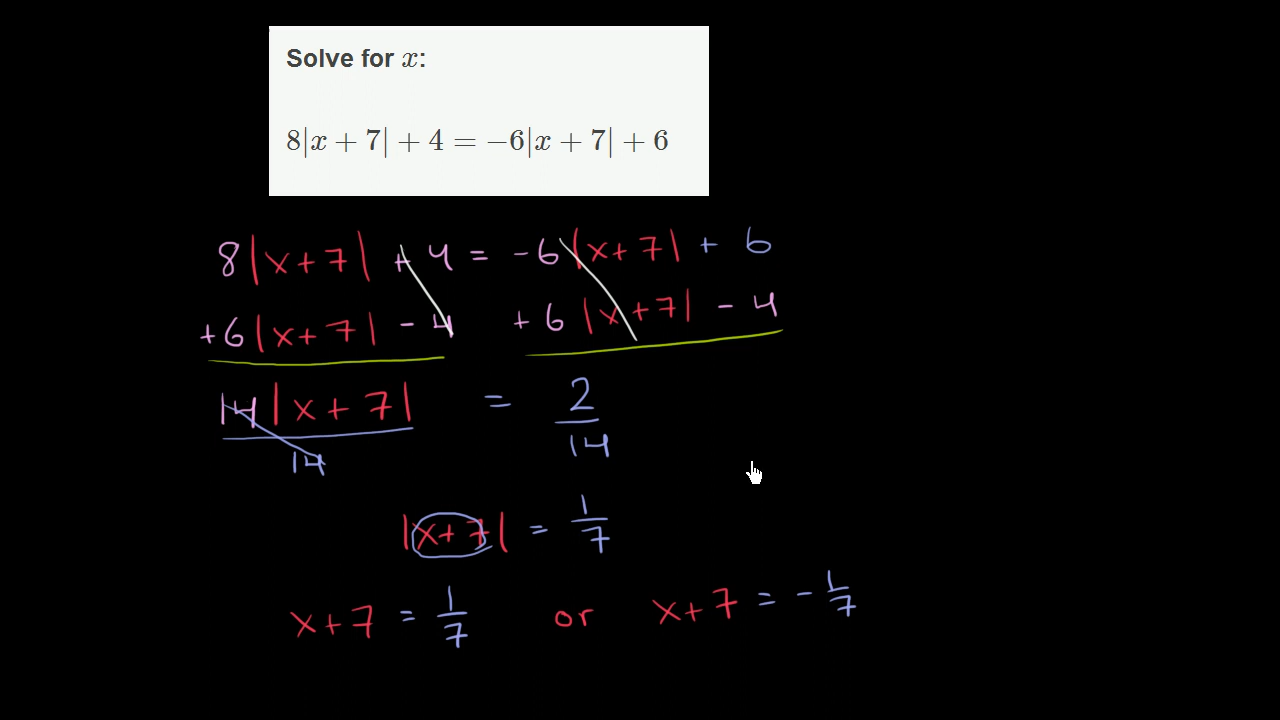 Solve for x:
8|x + 7| + 4 = −6|x + 7| + 6
8|x+7| + 4 = -6|x+7| + 6
+6|x+7| - 4 + 6|x+7| - 4
14|x+7| = 2
14 14
|x+7| = 1/7
x+7 = 1/7 or x+7 = -1/7